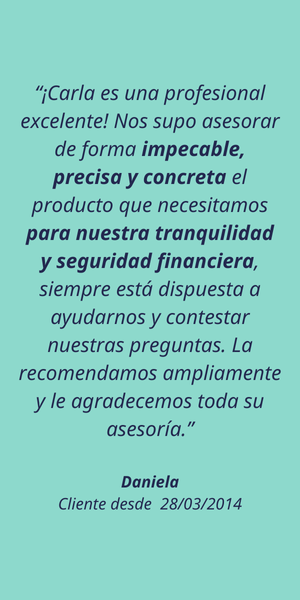 “¡Carla es una profesional
excelente! Nos supo asesorar
de forma impecable,
precisa y concreta el
producto que necesitamos
para nuestra tranquilidad
y seguridad financiera,
siempre está dispuesta a
ayudarnos y contestar
nuestras preguntas. La
recomendamos ampliamente
y le agradecemos toda su
asesoría.”
Daniela
Cliente desde 28/03/2014